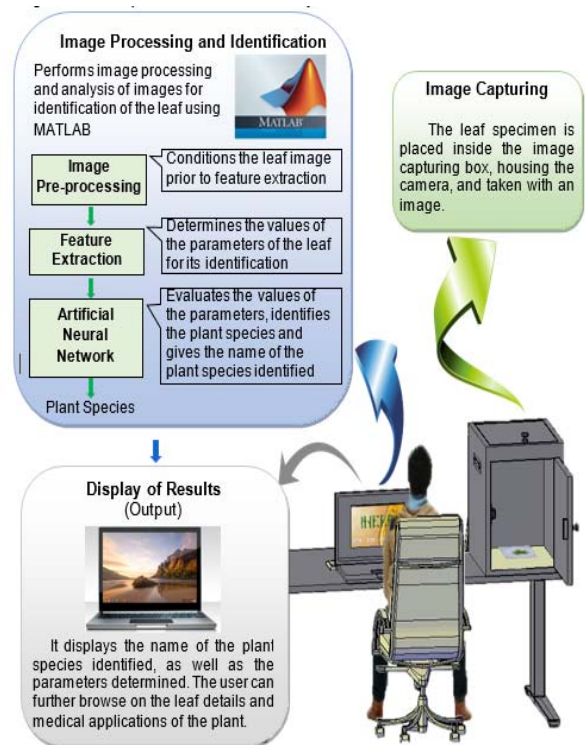 Image Processing and Identification
Performs image processing
and analysis of images for
identification of the leaf using
MATLAB
MATLAB
Image
Pre-processing
Conditions the leaf image
prior to feature extraction
Feature
Extraction
Determines the values of
the parameters of the leaf
for its identification
Artificial
Neural
Network
Evaluates the values of
the parameters, identifies
the plant species and
gives the name of the
plant species identified
Plant Species
Image Capturing
The leaf specimen is
placed inside the image
capturing box, housing the
camera, and taken with an
image.
Display of Results
(Output)
It displays the name of the plant
species identified, as well as the
parameters determined. The user can
further browse on the leaf details and
medical applications of the plant.